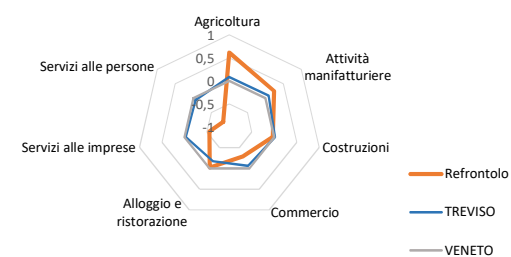 Agricoltura
Attività
manifatturiere
Costruzioni
Commercio
Alloggio e
ristorazione
Servizi alle imprese
Servizi alle persone
1
0,5
0
-0,5
-1
Refrontolo
TREVISO
VENETO